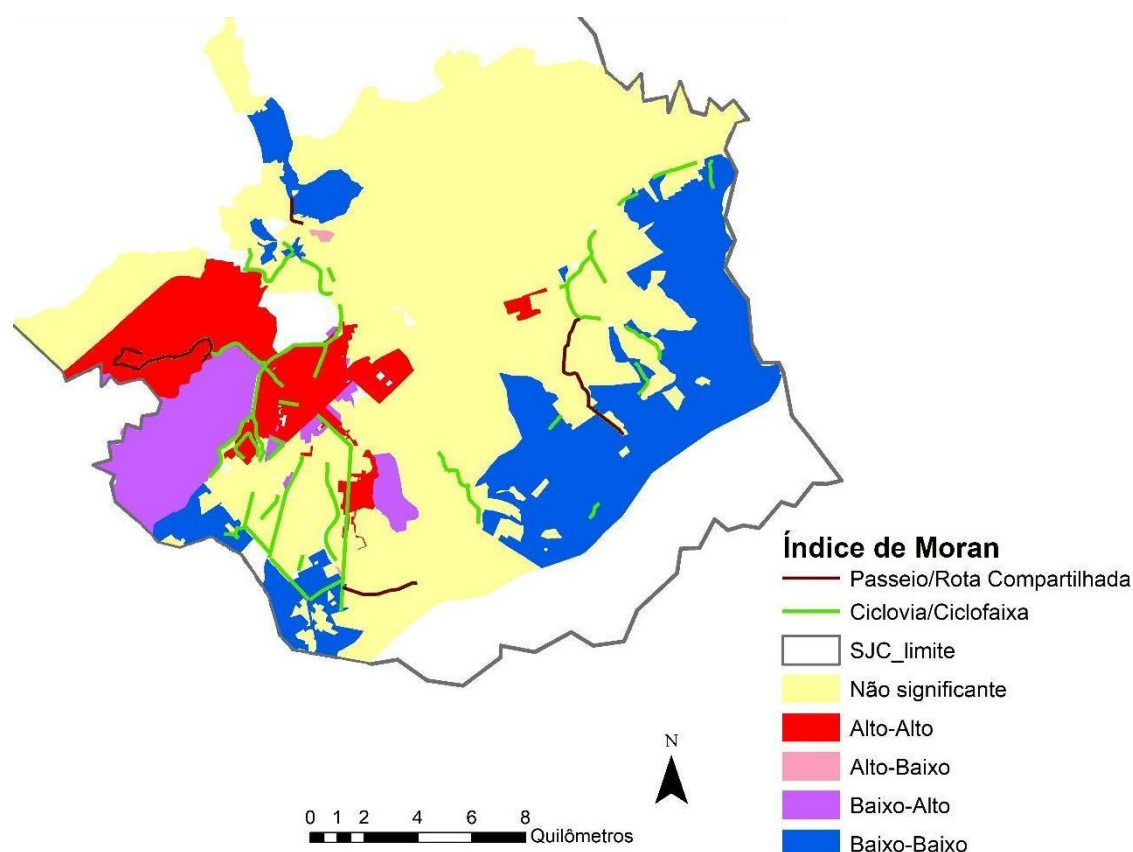 Índice de Moran
Passeio/Rota Compartilhada
Ciclovia/Ciclofaixa
SJC_limite
Não significante
Alto-Alto
Alto-Baixo
Baixo-Alto
Baixo-Baixo
N
0 1 2 4 6 8
Quilômetros